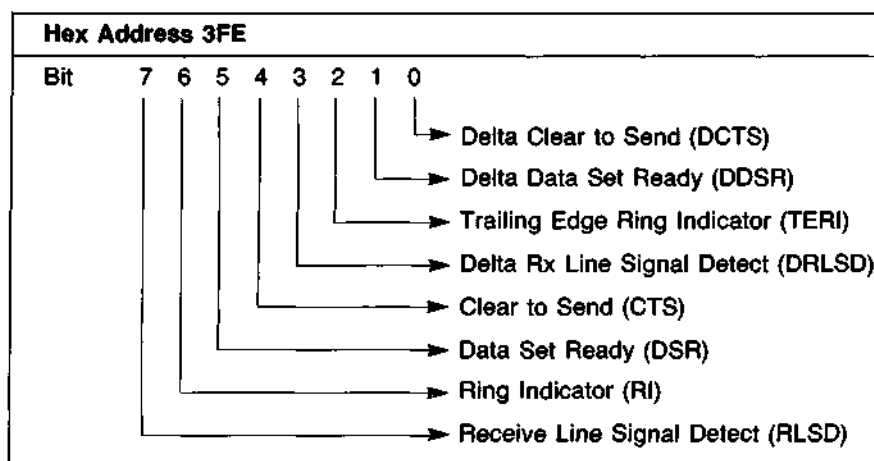 Hex Address 3FE
Bit 7 6 5 4 3 2 1 0
Delta Clear to Send (DCTS)
Delta Data Set Ready (DDSR)
Trailing Edge Ring Indicator (TERI)
Delta Rx Line Signal Detect (DRLSD)
Clear to Send (CTS)
Data Set Ready (DSR)
Ring Indicator (RI)
Receive Line Signal Detect (RLSD)